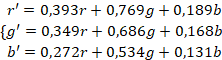 r′ = 0,393r + 0,769g + 0,189b
{g′ = 0,349r + 0,686g + 0,168b
b′ = 0,272r + 0,534g + 0,131b